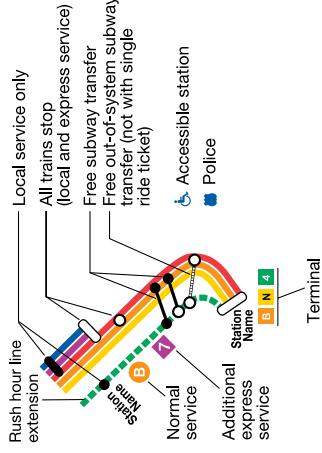 Local service only
All trains stop
(local and express service)
Free subway transfer
Free out-of-system subway
transfer (not with single
ride ticket)
Accessible station
Police
Rush hour line
extension
Station
Name
B
7
Normal
service
Additional
express
service
Station
Name
B N 4
Terminal